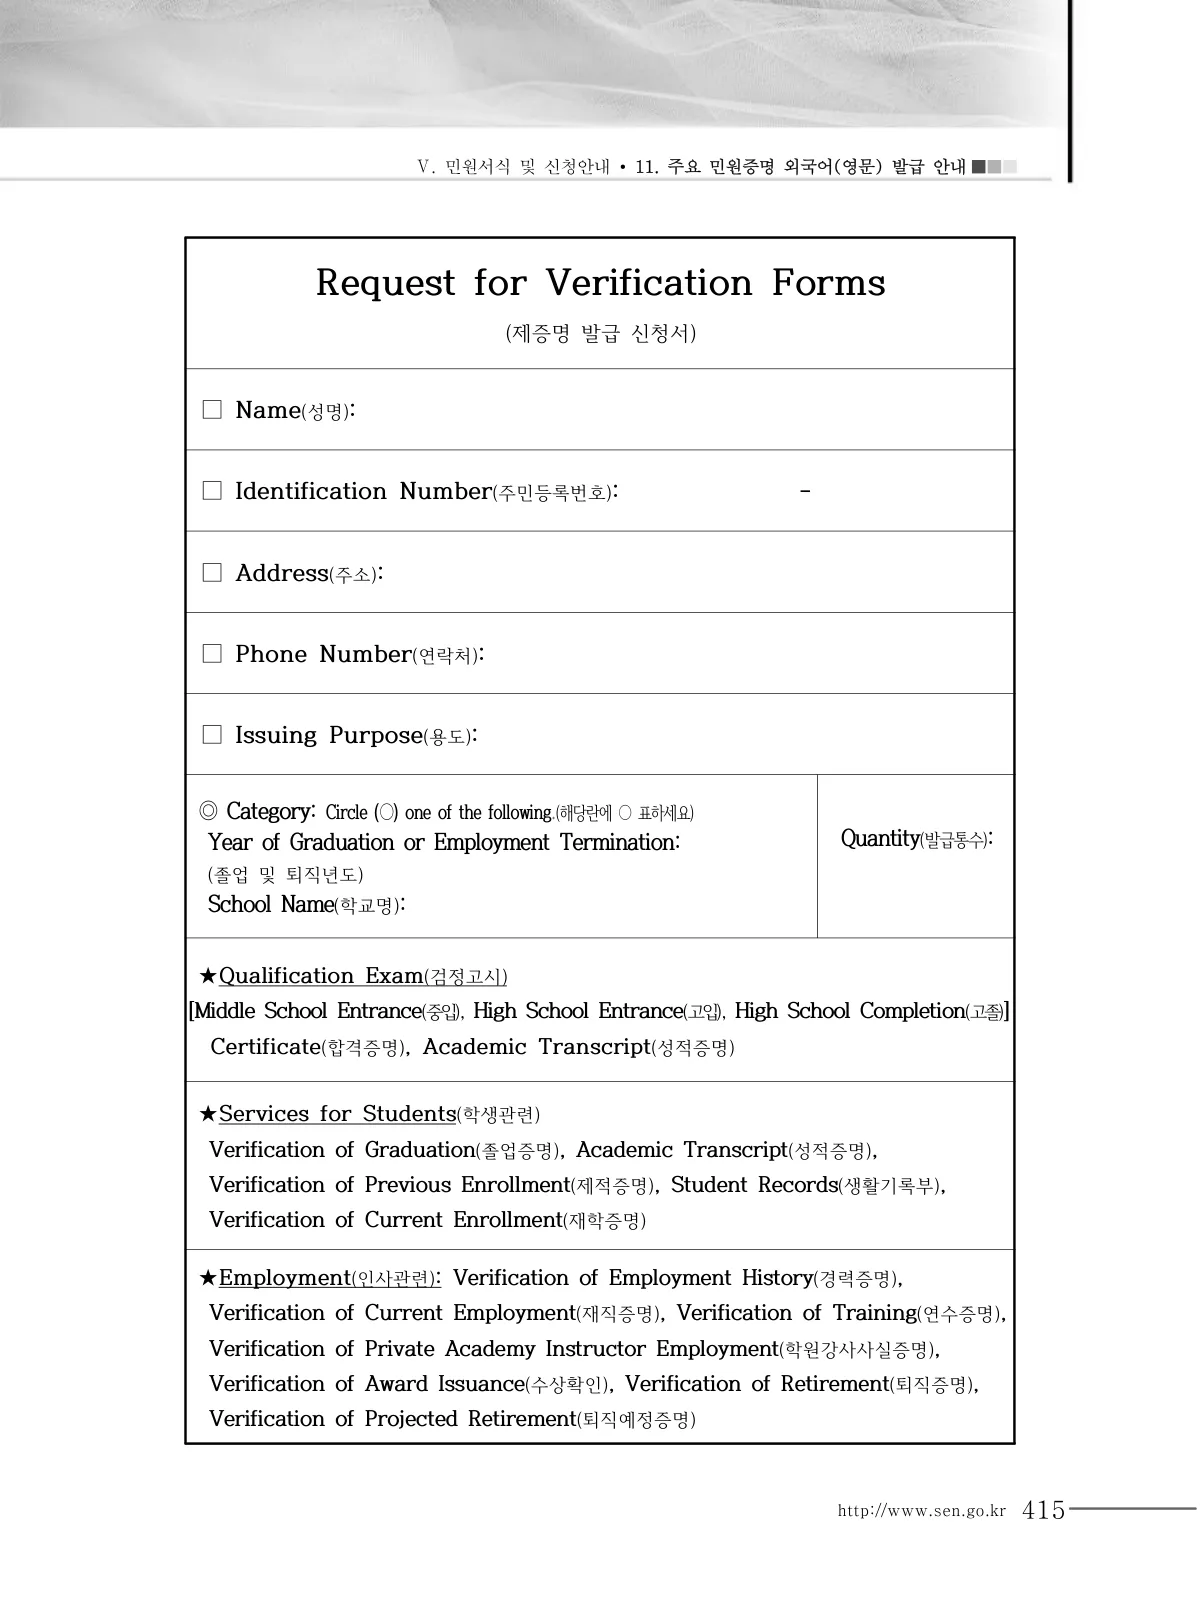 Ⅴ. 민원서식 및 신청안내 • 11. 주요 민원증명 외국어(영문) 발급 안내
Request for Verification Forms
(제증명 발급 신청서)
□ Name(성명):
□ Identification Number(주민등록번호): -
□ Address(주소):
□ Phone Number(연락처):
□ Issuing Purpose(용도):
◎ Category: Circle (○) one of the following.(해당란에 ○ 표하세요)
Year of Graduation or Employment Termination:
(졸업 및 퇴직년도)
School Name(학교명):
Quantity(발급통수):
★Qualification Exam(검정고시)
[Middle School Entrance(중입), High School Entrance(고입), High School Completion(고졸)]
Certificate(합격증명), Academic Transcript(성적증명)
★Services for Students(학생관련)
Verification of Graduation(졸업증명), Academic Transcript(성적증명),
Verification of Previous Enrollment(제적증명), Student Records(생활기록부),
Verification of Current Enrollment(재학증명)
★Employment(인사관련): Verification of Employment History(경력증명),
Verification of Current Employment(재직증명), Verification of Training(연수증명),
Verification of Private Academy Instructor Employment(학원강사사실증명),
Verification of Award Issuance(수상확인), Verification of Retirement(퇴직증명),
Verification of Projected Retirement(퇴직예정증명)
http://www.sen.go.kr 415